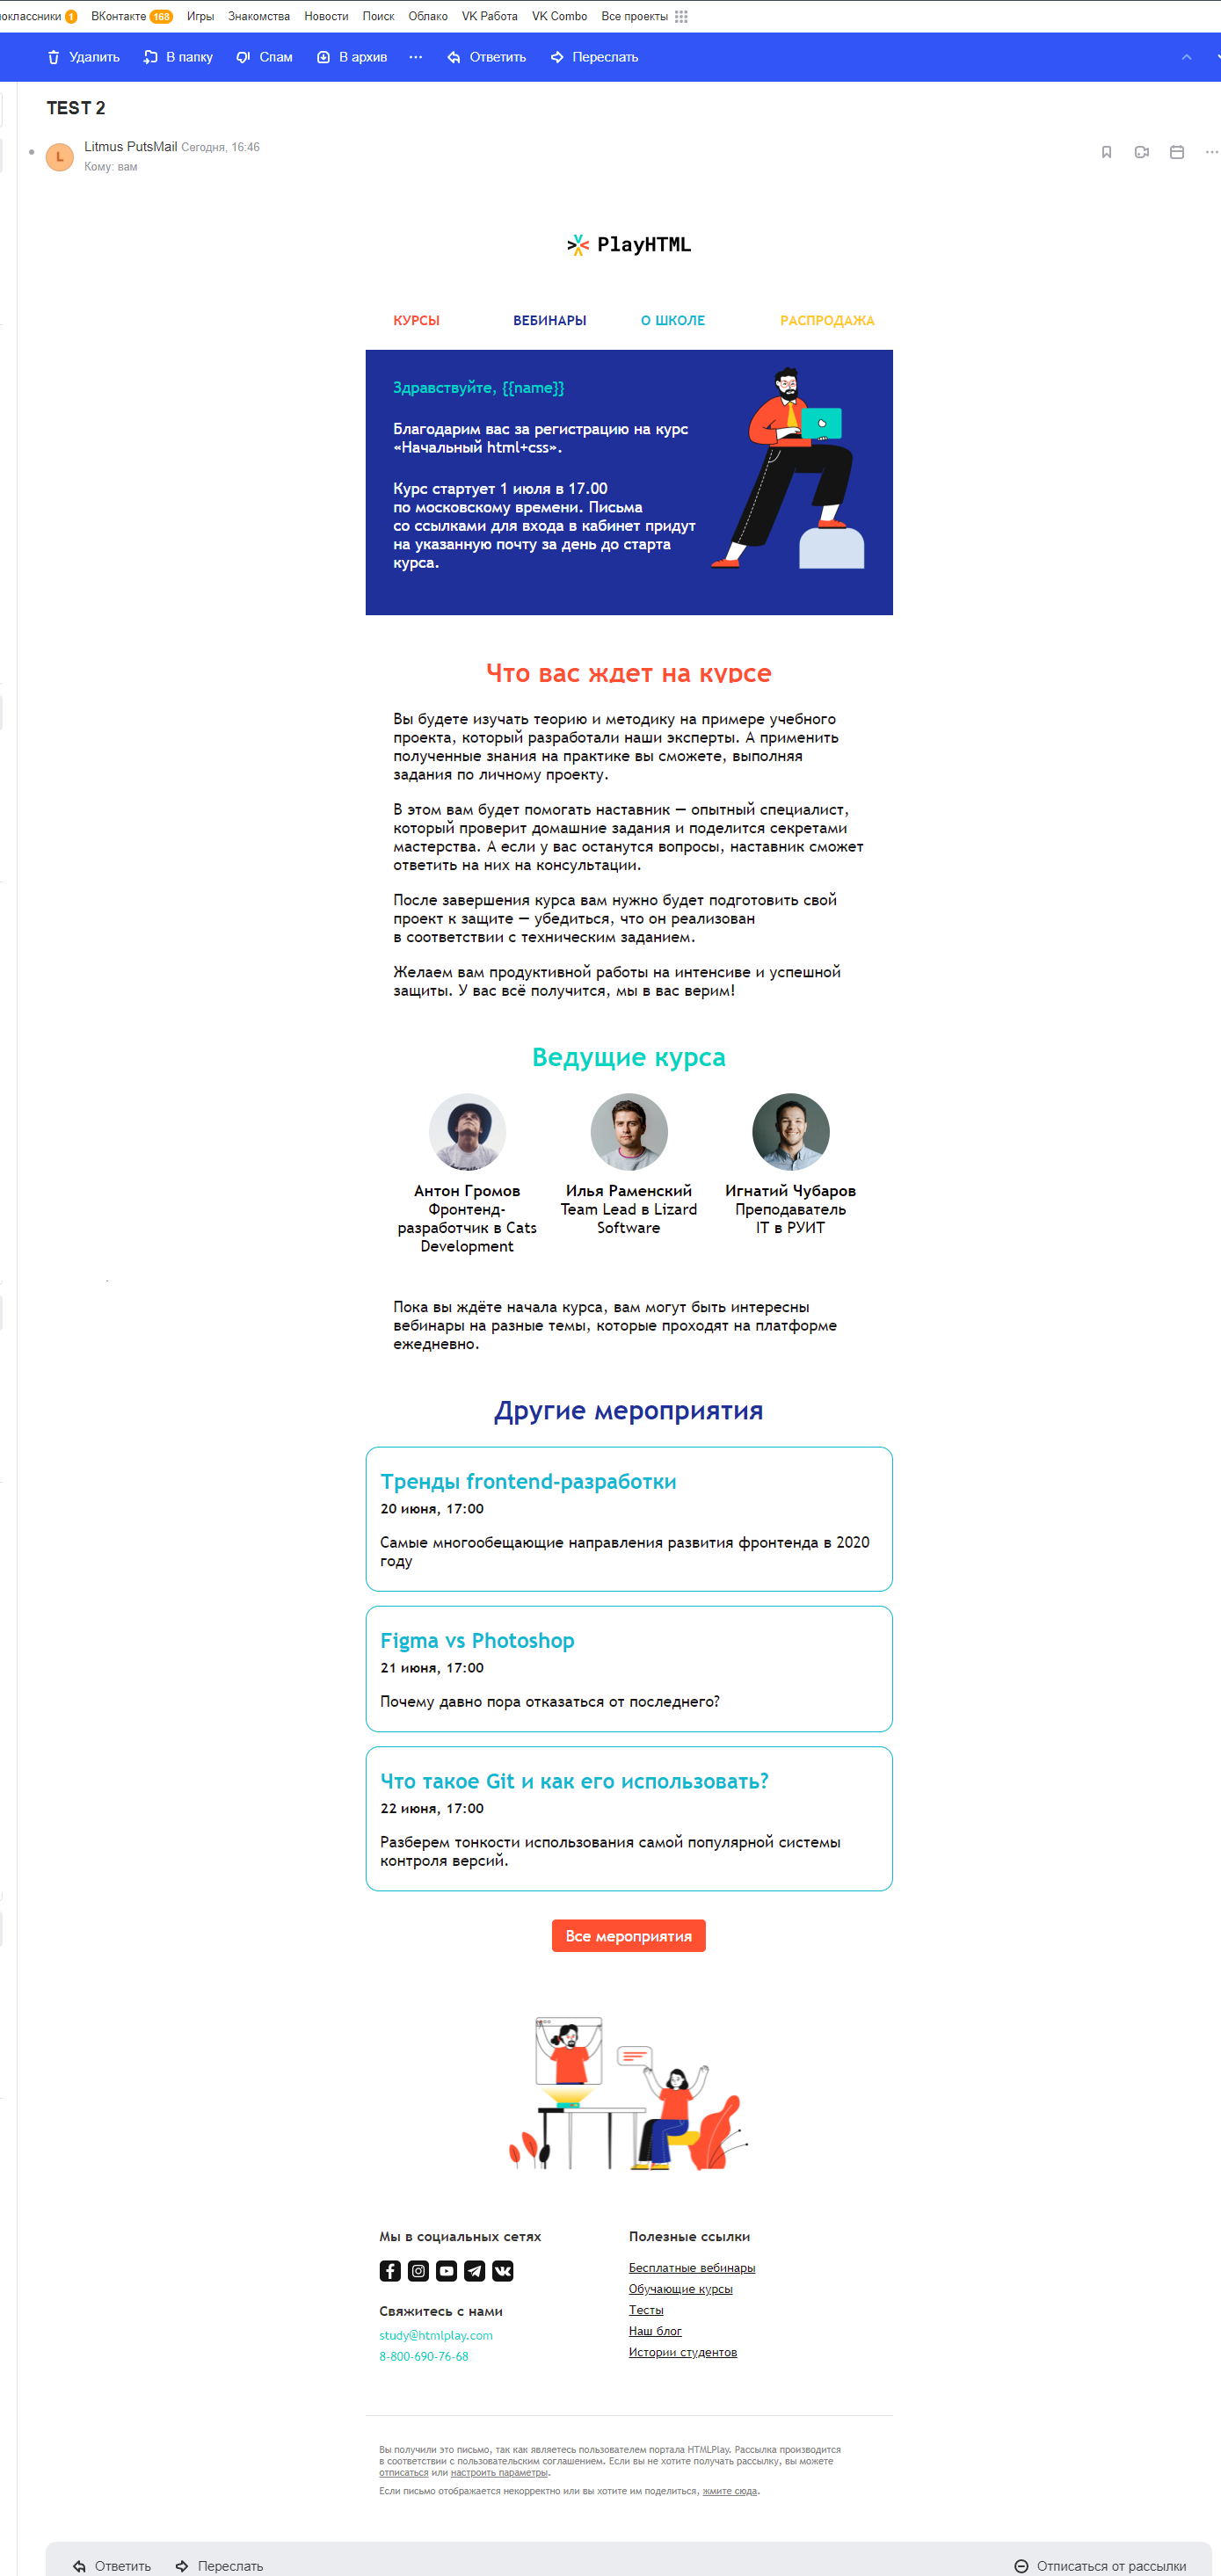 оклассники 1 ВКонтакте 168 Игры Знакомства Новости Поиск Облако VK Работа VK Combo Все проекты
Удалить В папку Спам В архив Ответить Переслать
TEST 2
L
Litmus PutsMail Сегодня, 16:46
Кому: вам
PlayHTML
КУРСЫ ВЕБИНАРЫ О ШКОЛЕ РАСПРОДАЖА
Здравствуйте, {{name}}
Благодарим вас за регистрацию на курс
«Начальный html+css».
Курс стартует 1 июля в 17.00
по московскому времени. Письма
со ссылками для входа в кабинет придут
на указанную почту за день до старта
курса.
Что вас ждет на курсе
Вы будете изучать теорию и методику на примере учебного
проекта, который разработали наши эксперты. А применить
полученные знания на практике вы сможете, выполняя
задания по личному проекту.
В этом вам будет помогать наставник — опытный специалист,
который проверит домашние задания и поделится секретами
мастерства. А если у вас останутся вопросы, наставник сможет
ответить на них на консультации.
После завершения курса вам нужно будет подготовить свой
проект к защите — убедиться, что он реализован
в соответствии с техническим заданием.
Желаем вам продуктивной работы на интенсиве и успешной
защиты. У вас всё получится, мы в вас верим!
Ведущие курса
Антон Громов
Фронтенд-
разработчик в Cats
Development
Илья Раменский
Team Lead в Lizard
Software
Игнатий Чубаров
Преподаватель
IT в РУИТ
Пока вы ждёте начала курса, вам могут быть интересны
вебинары на разные темы, которые проходят на платформе
ежедневно.
Другие мероприятия
Тренды frontend-разработки
20 июня, 17:00
Самые многообещающие направления развития фронтенда в 2020
году
Figma vs Photoshop
21 июня, 17:00
Почему давно пора отказаться от последнего?
Что такое Git и как его использовать?
22 июня, 17:00
Разберем тонкости использования самой популярной системы
контроля версий.
Все мероприятия
Мы в социальных сетях
Свяжитесь с нами
study@htmlplay.com
8-800-690-76-68
Полезные ссылки
Бесплатные вебинары
Обучающие курсы
Тесты
Наш блог
Истории студентов
Вы получили это письмо, так как являетесь пользователем портала HTMLPlay. Рассылка производится
в соответствии с пользовательским соглашением. Если вы не хотите получать рассылку, вы можете
отписаться или настроить параметры.
Если письмо отображается некорректно или вы хотите им поделиться, жмите сюда.
Ответить Переслать Отписаться от рассылки